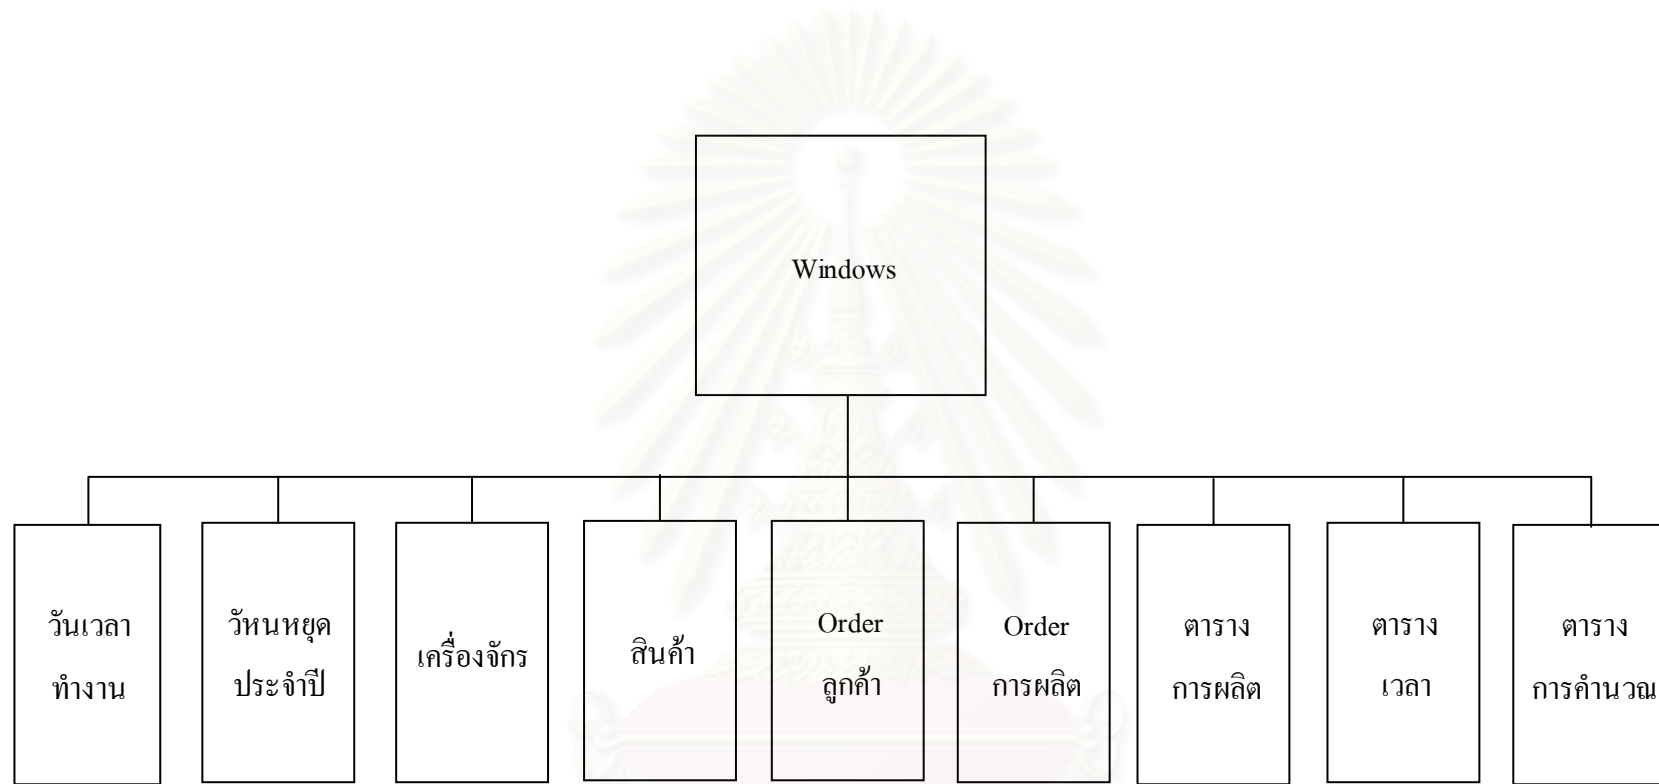 Windows
วันเวลา
ทำงาน
วัหนหยุด
ประจำปี
เครื่องจักร
สินค้า
Order
ลูกค้า
Order
การผลิต
ตาราง
การผลิต
ตาราง
เวลา
ตาราง
การคำนวณ